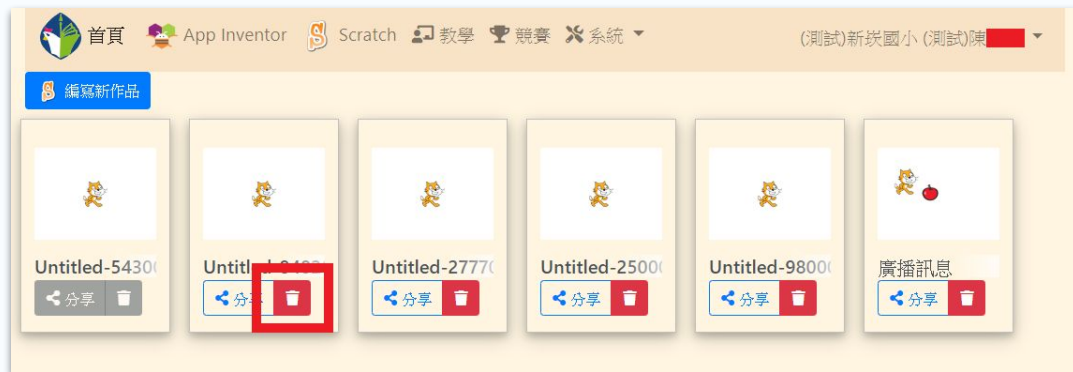 首頁 App Inventor Scratch 教學 競賽 系統 (測試)新崁國小 (測試)陳
編寫新作品
Untitled-5430 Untitled- Untitled-2777 Untitled-2500 Untitled-9800 廣播訊息
分享 分享 分享 分享 分享 分享